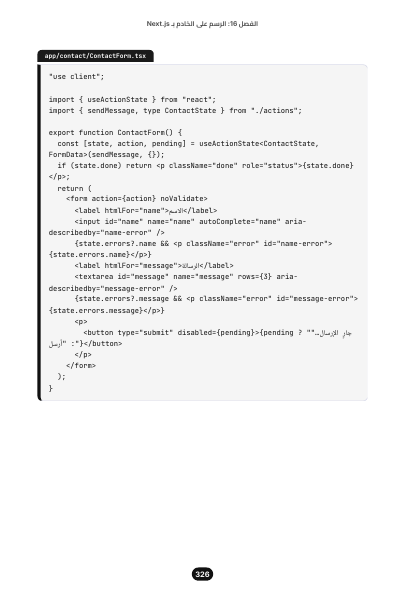 الفصل 16: الرسم على الخادم بـ Next.js
app/contact/ContactForm.tsx
"use client";
import { useActionState } from "react";
import { sendMessage, type ContactState } from "./actions";
export function ContactForm() {
  const [state, action, pending] = useActionState<ContactState,
FormData>(sendMessage, {});
  if (state.done) return <p className="done" role="status">{state.done}
</p>;
  return (
    <form action={action} noValidate>
      <label htmlFor="name">الاسم</label>
      <input id="name" name="name" autoComplete="name" aria-
describedby="name-error" />
      {state.errors?.name && <p className="error" id="name-error">
{state.errors.name}</p>}
      <label htmlFor="message">الرسالة</label>
      <textarea id="message" name="message" rows={3} aria-
describedby="message-error" />
      {state.errors?.message && <p className="error" id="message-error">
{state.errors.message}</p>}
      <p>
        <button type="submit" disabled={pending}>{pending ? "جارٍ الإرسال…"
: "أرسل"}</button>
      </p>
    </form>
  );
}
326